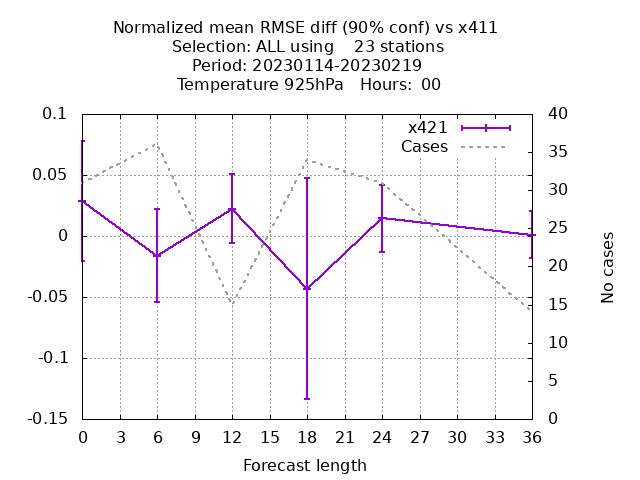 Normalized mean RMSE diff (90% conf) vs x411
Selection: ALL using    23 stations
Period: 20230114-20230219
Temperature 925hPa   Hours:  00
x421
Cases
0.1
0.05
0
-0.05
-0.1
-0.15
40
35
30
25
20
15
10
5
0
No cases
0 3 6 9 12 15 18 21 24 27 30 33 36
Forecast length